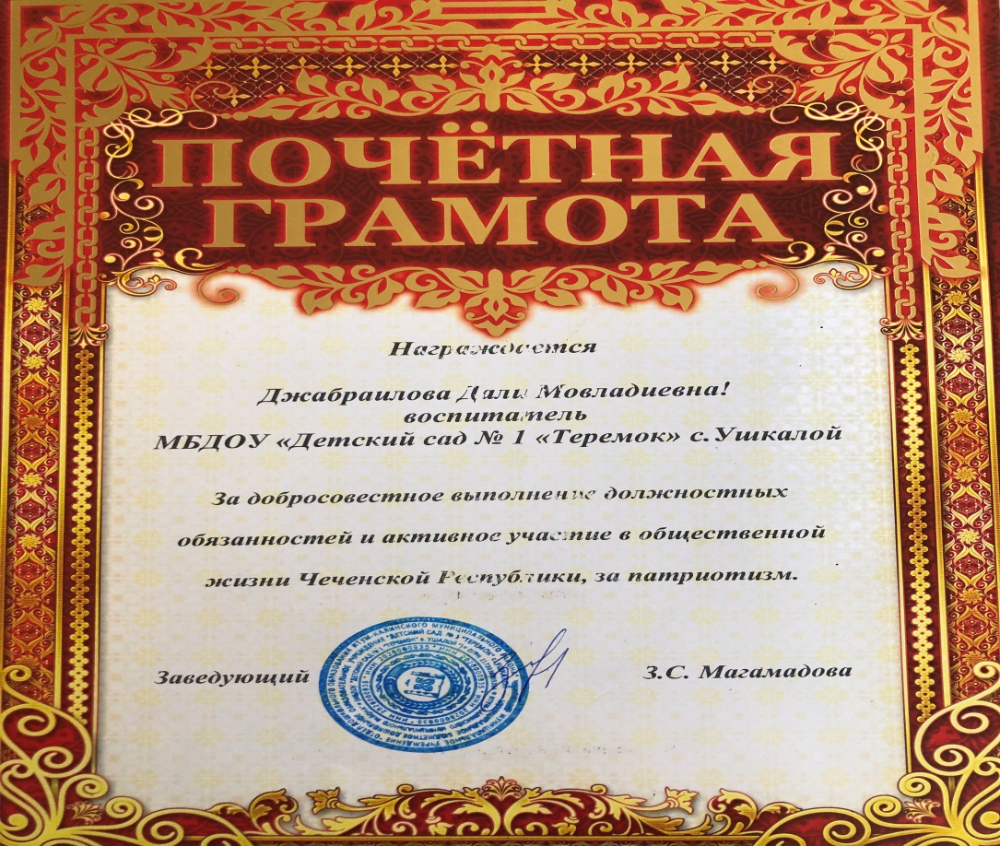 ПОЧЁТНАЯ
ГРАМОТА
Награждается
Джабраилова Дали Мовладиевна!
воспитатель
МБДОУ «Детский сад № 1 «Теремок» с. Ушкалой
За добросовестное выполнение должностных
обязанностей и активное участие в общественной
жизни Чеченской Республики, за патриотизм.
Заведующий
З.С. Магамадова